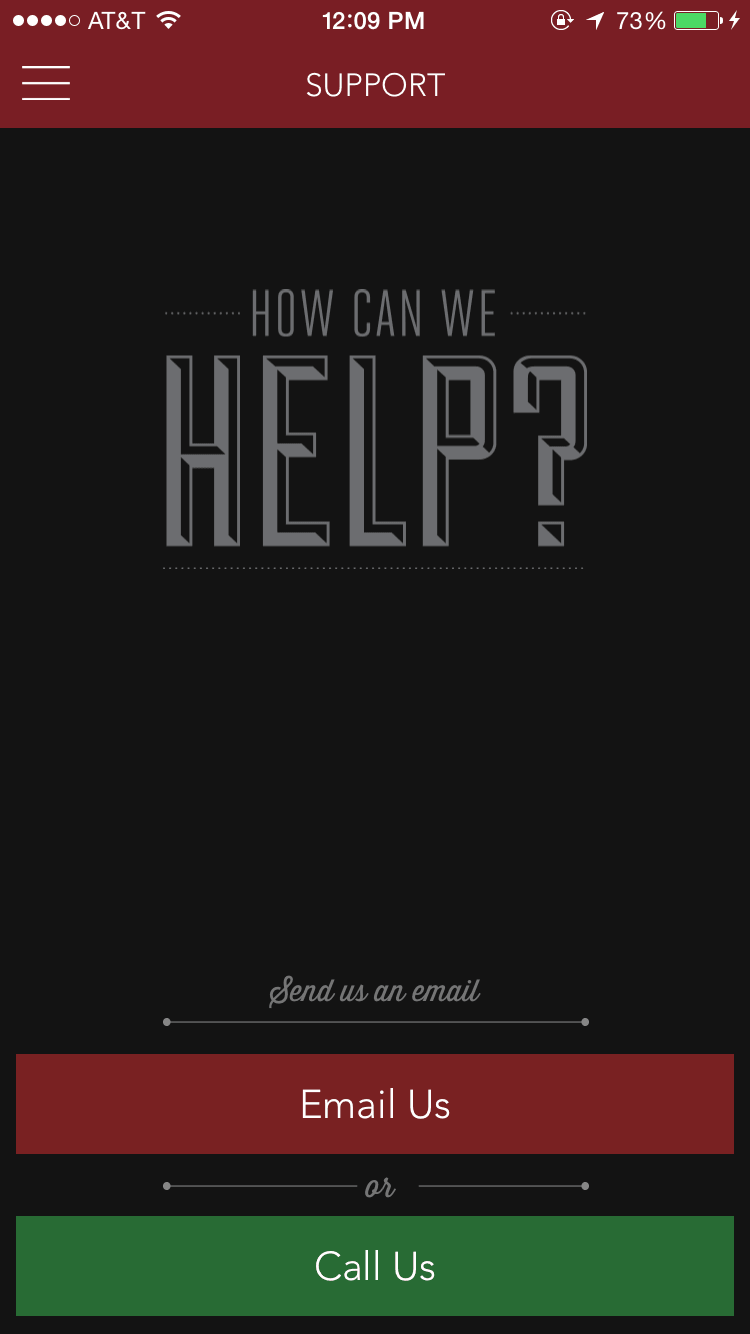 AT&T 12:09 PM 73%
SUPPORT
HOW CAN WE
HELP?
Send us an email
Email Us
or
Call Us